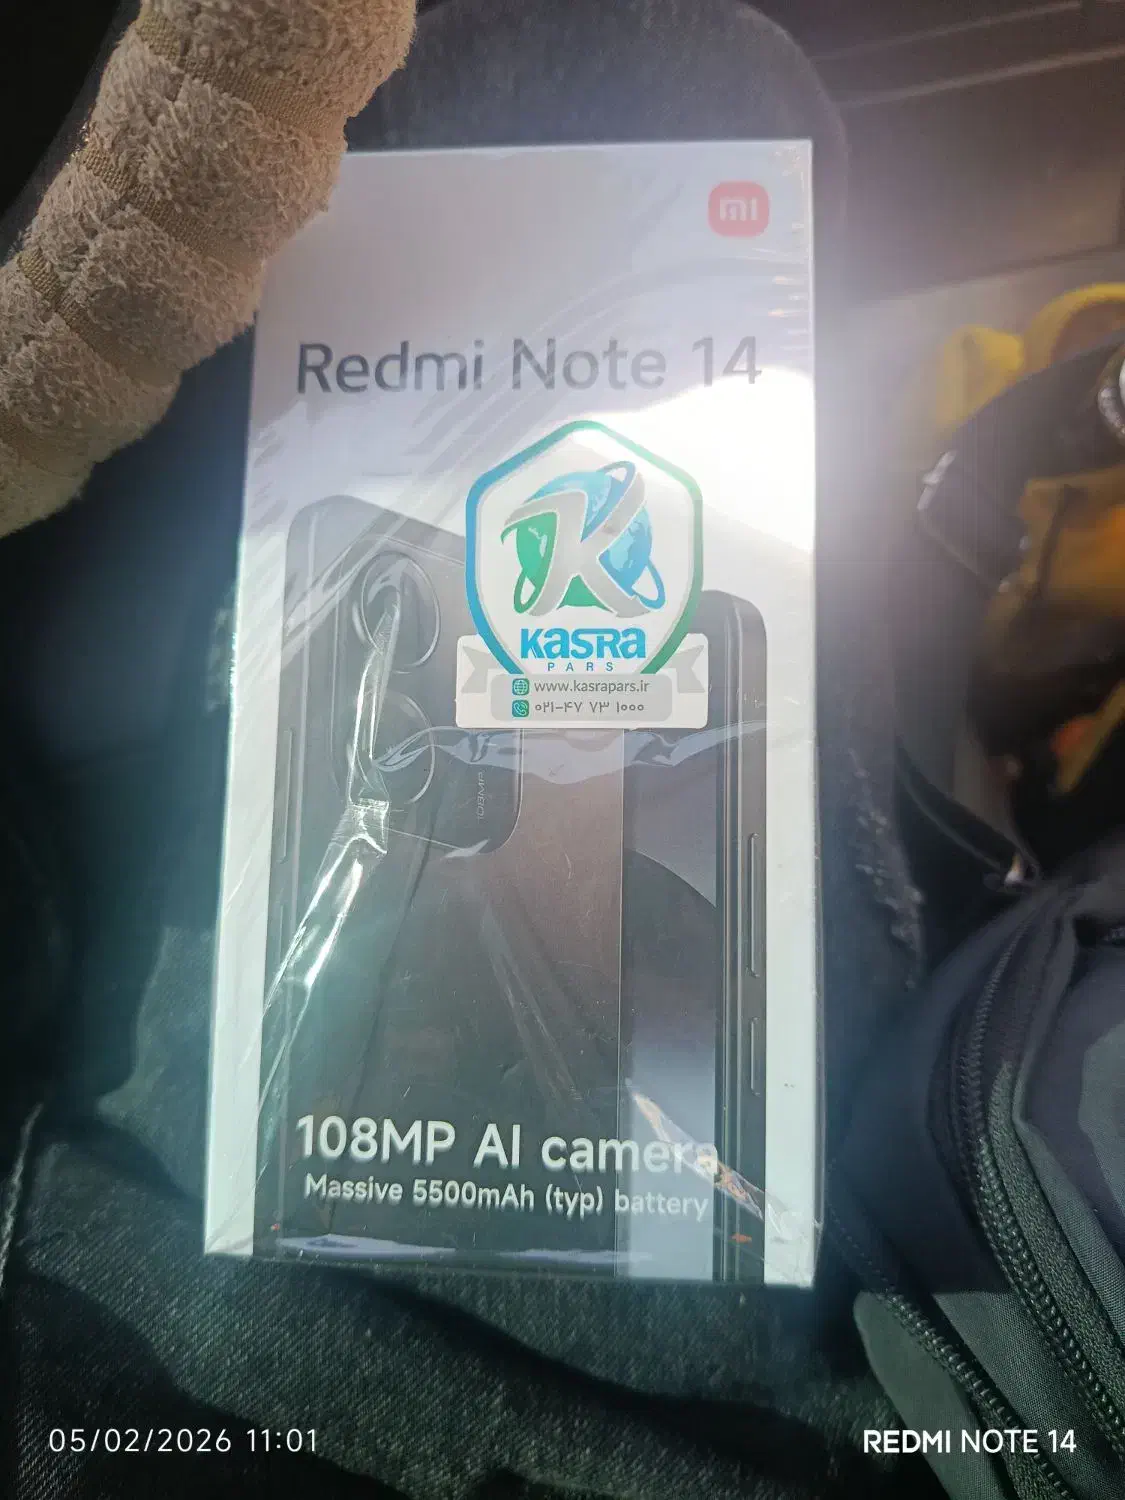 mi
Redmi Note 14
K
KASRA
PARS
www.kasrapars.ir
۰۲۱-۴۷ ۷۳ ۱۰۰۰
108MP
108MP AI camera
Massive 5500mAh (typ) battery
05/02/2026 11:01
REDMI NOTE 14